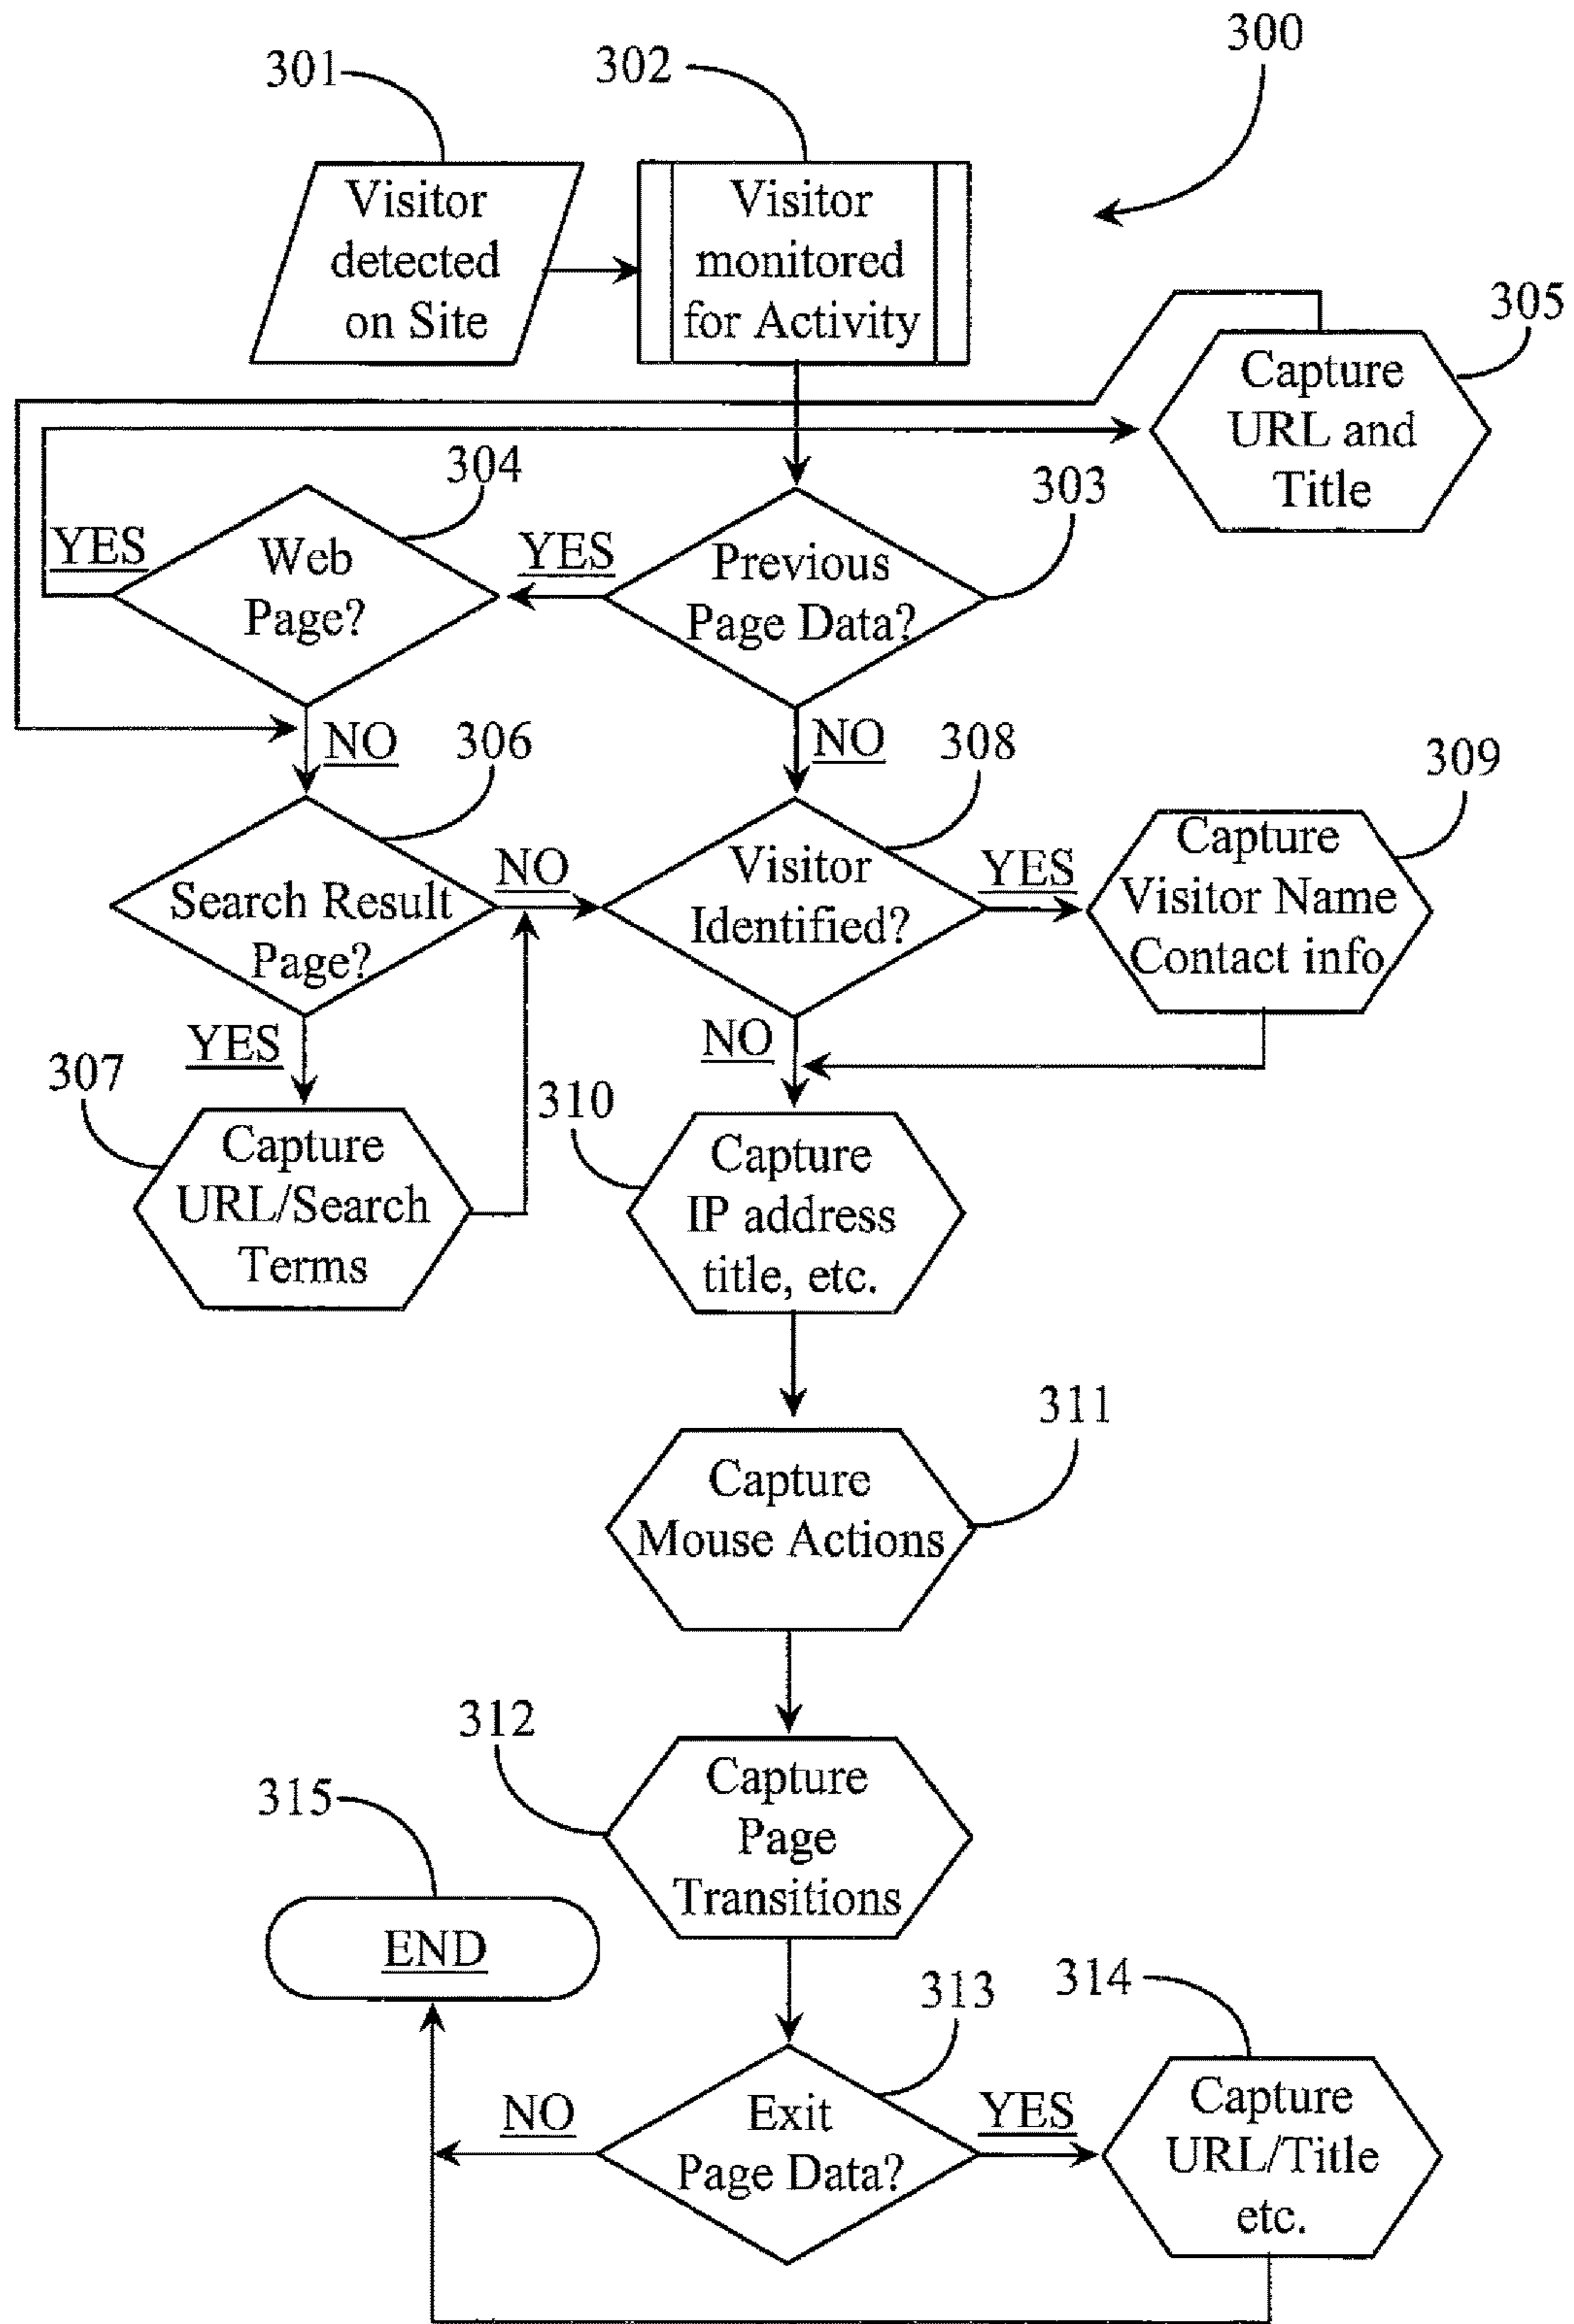 300
301
302
Visitor
detected
on Site
Visitor
monitored
for Activity
305
Capture
URL and
Title
304
303
YES
Web
Page?
YES
Previous
Page Data?
NO
306
NO
308
309
Search Result
Page?
NO
Visitor
Identified?
YES
Capture
Visitor Name
Contact info
YES
NO
307
310
Capture
URL/Search
Terms
Capture
IP address
title, etc.
311
Capture
Mouse Actions
312
Capture
Page
Transitions
315
END
313
314
NO
Exit
Page Data?
YES
Capture
URL/Title
etc.